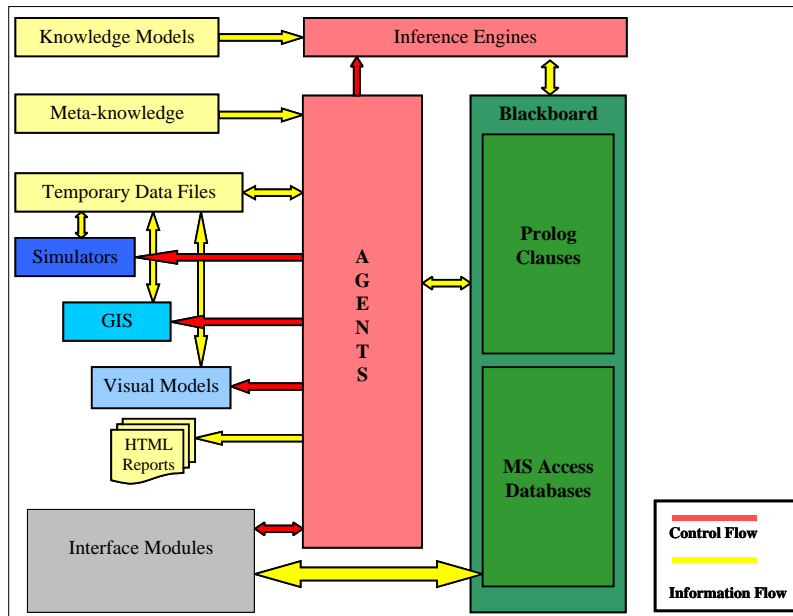 Knowledge Models
Inference Engines
Meta-knowledge
Blackboard
Temporary Data Files
Prolog
Clauses
Simulators
A
G
E
N
T
S
GIS
Visual Models
HTML
Reports
MS Access
Databases
Interface Modules
Control Flow
Information Flow